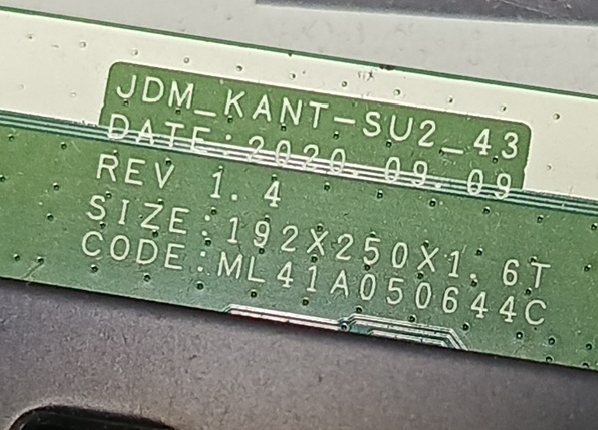 JDM_KANT-SU2_43
DATE:2020.09.09
REV 1.4
SIZE:192X250X1.6T
CODE:ML41A050644C